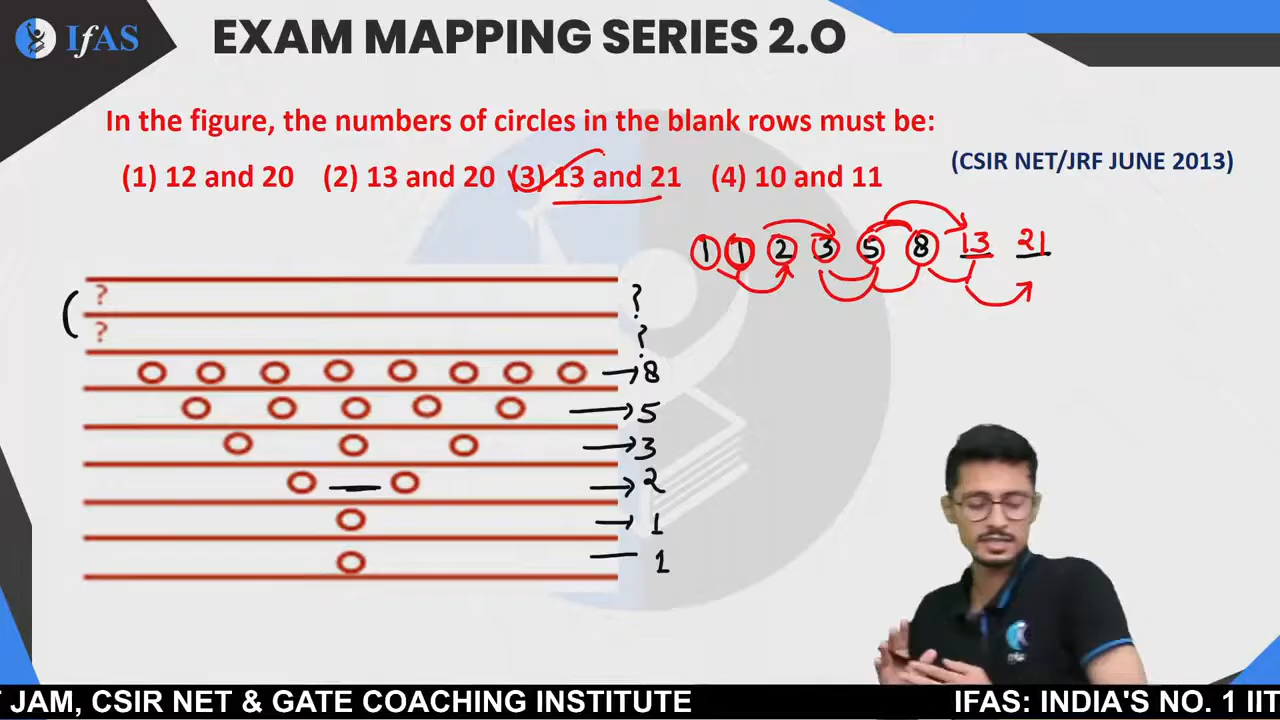 IfAS
EXAM MAPPING SERIES 2.O
In the figure, the numbers of circles in the blank rows must be:
(1) 12 and 20 (2) 13 and 20 (3) 13 and 21 (4) 10 and 11
(CSIR NET/JRF JUNE 2013)
1 1 2 3 5 8 13 21
? ?
? ?
8
5
3
2
1
1
T JAM, CSIR NET & GATE COACHING INSTITUTE IFAS: INDIA'S NO. 1 IIT